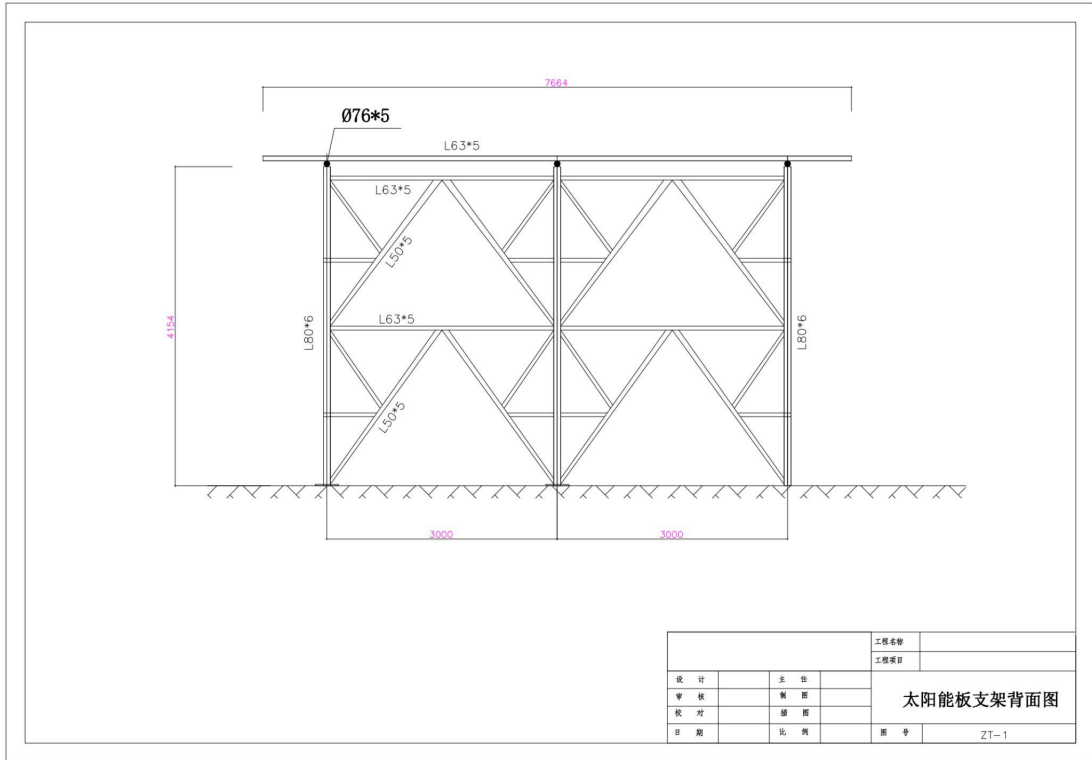 7664
Ø76*5
L63*5
L63*5
L50*5
4154
L80*6
L63*5
L80*6
L50*5
3000
3000
工程名称
工程项目
设 计
主 任
审 核
制 图
太阳能板支架背面图
校 对
描 图
日 期
比 例
图 号
ZT-1